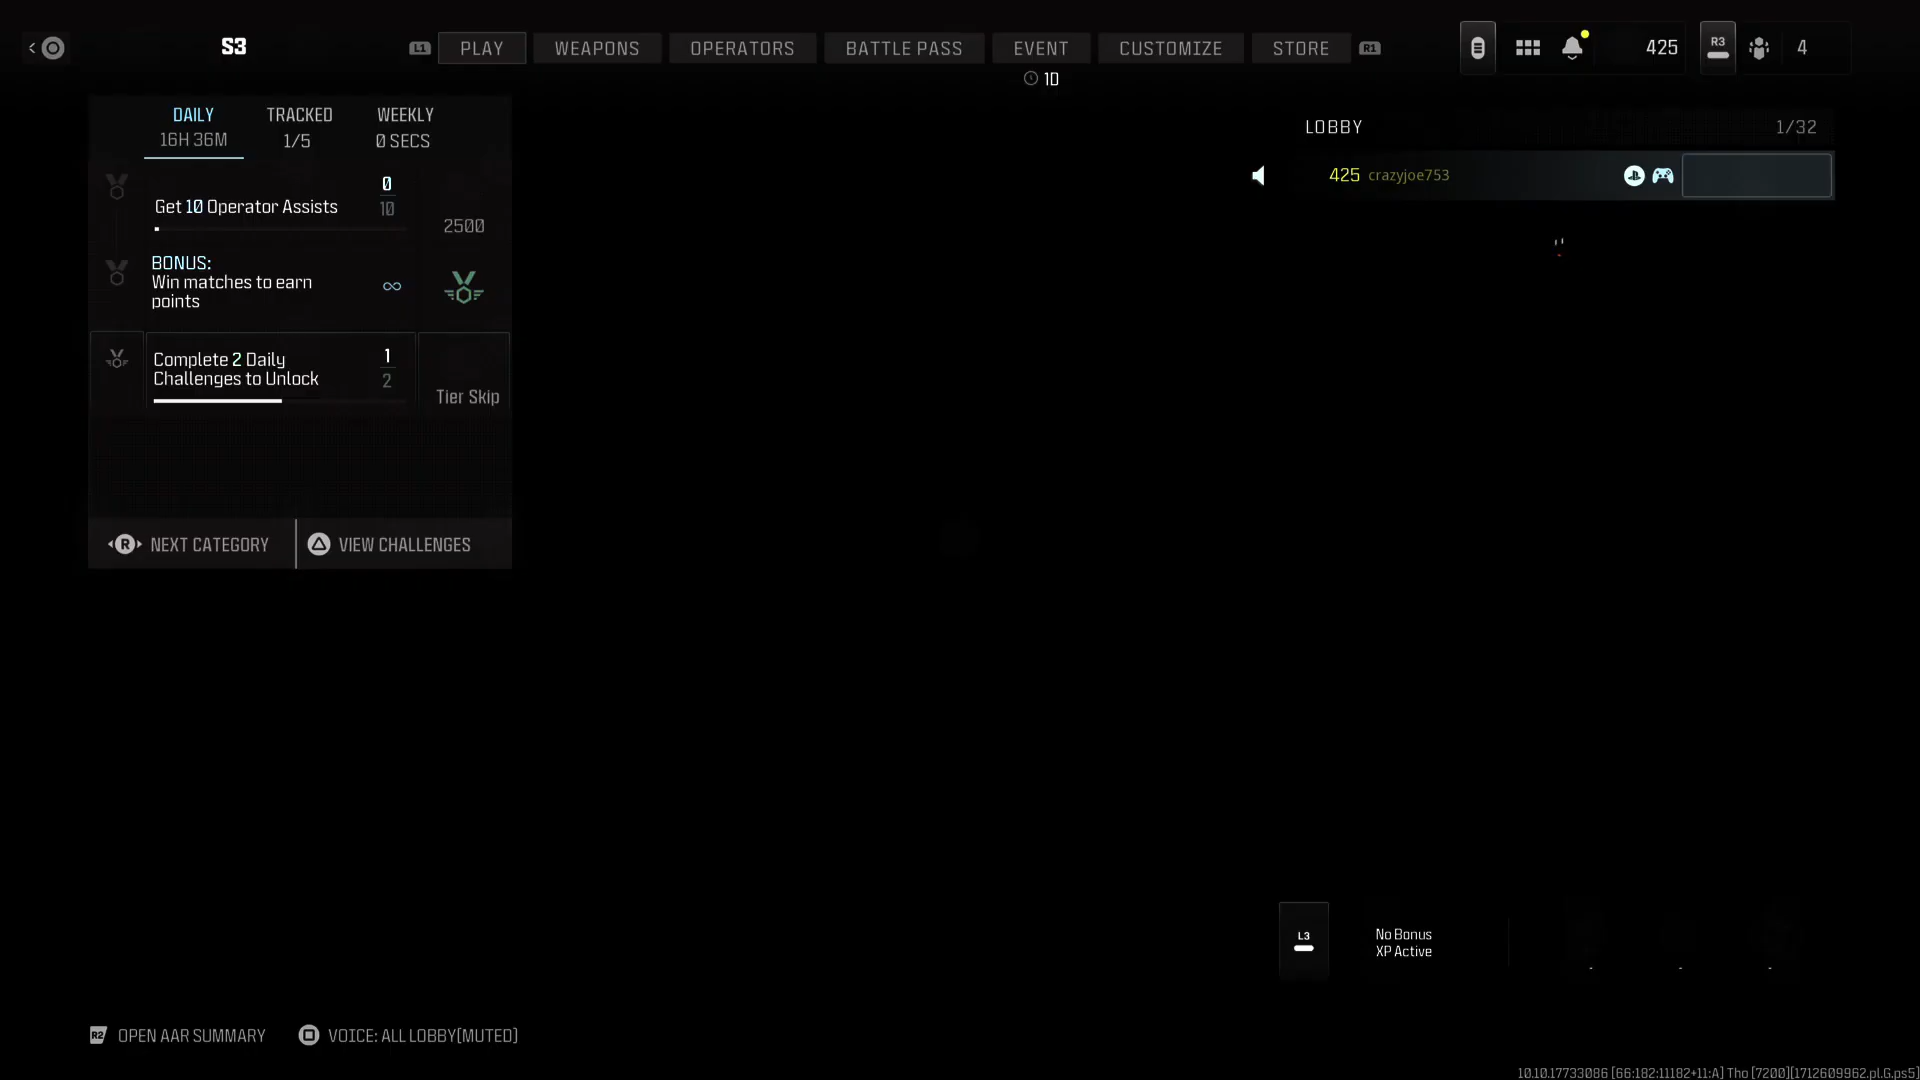 S3
L1 PLAY WEAPONS OPERATORS BATTLE PASS EVENT CUSTOMIZE STORE R1
425 R3 4
1D
DAILY TRACKED WEEKLY
16H 36M 1/5 0 SECS
LOBBY 1/32
425 crazyjoe753
0
Get 10 Operator Assists 10
2500
BONUS:
Win matches to earn
points
∞
Complete 2 Daily 1
Challenges to Unlock 2
Tier Skip
R NEXT CATEGORY VIEW CHALLENGES
L3 No Bonus
XP Active
R2 OPEN AAR SUMMARY VOICE: ALL LOBBY[MUTED]
10.10.17733086 [66:182:11182+11:A] Tho [7200][1712609962.pl.G.ps5]